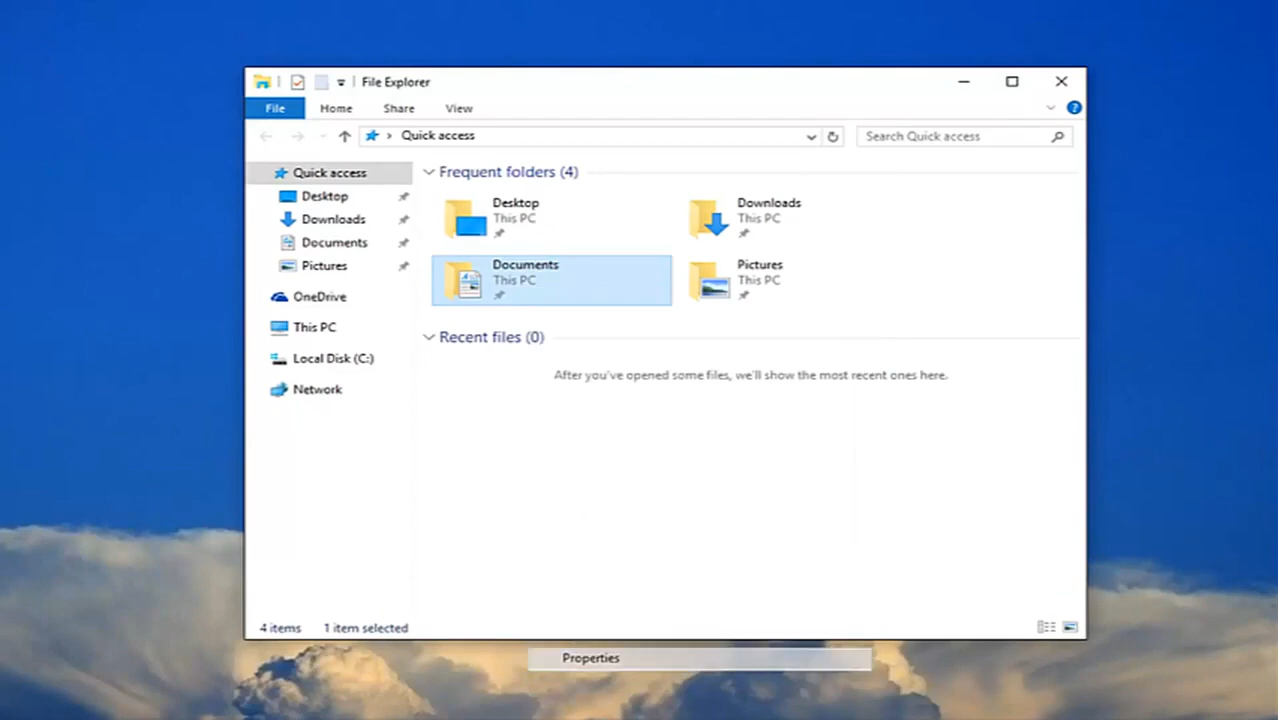 File Explorer
File Home Share View
Quick access
Search Quick access
Quick access
Desktop
Downloads
Documents
Pictures
OneDrive
This PC
Local Disk (C:)
Network
Frequent folders (4)
Desktop
This PC
Downloads
This PC
Documents
This PC
Pictures
This PC
Recent files (0)
After you've opened some files, we'll show the most recent ones here.
4 items 1 item selected
Properties